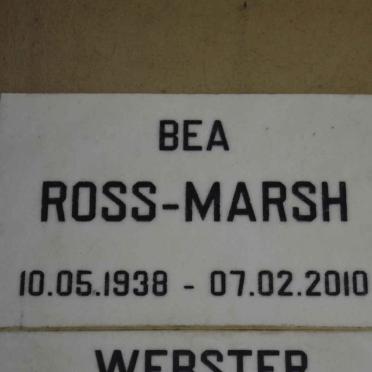 BEA
ROSS-MARSH
10.05.1938 - 07.02.2010
WEBSTER